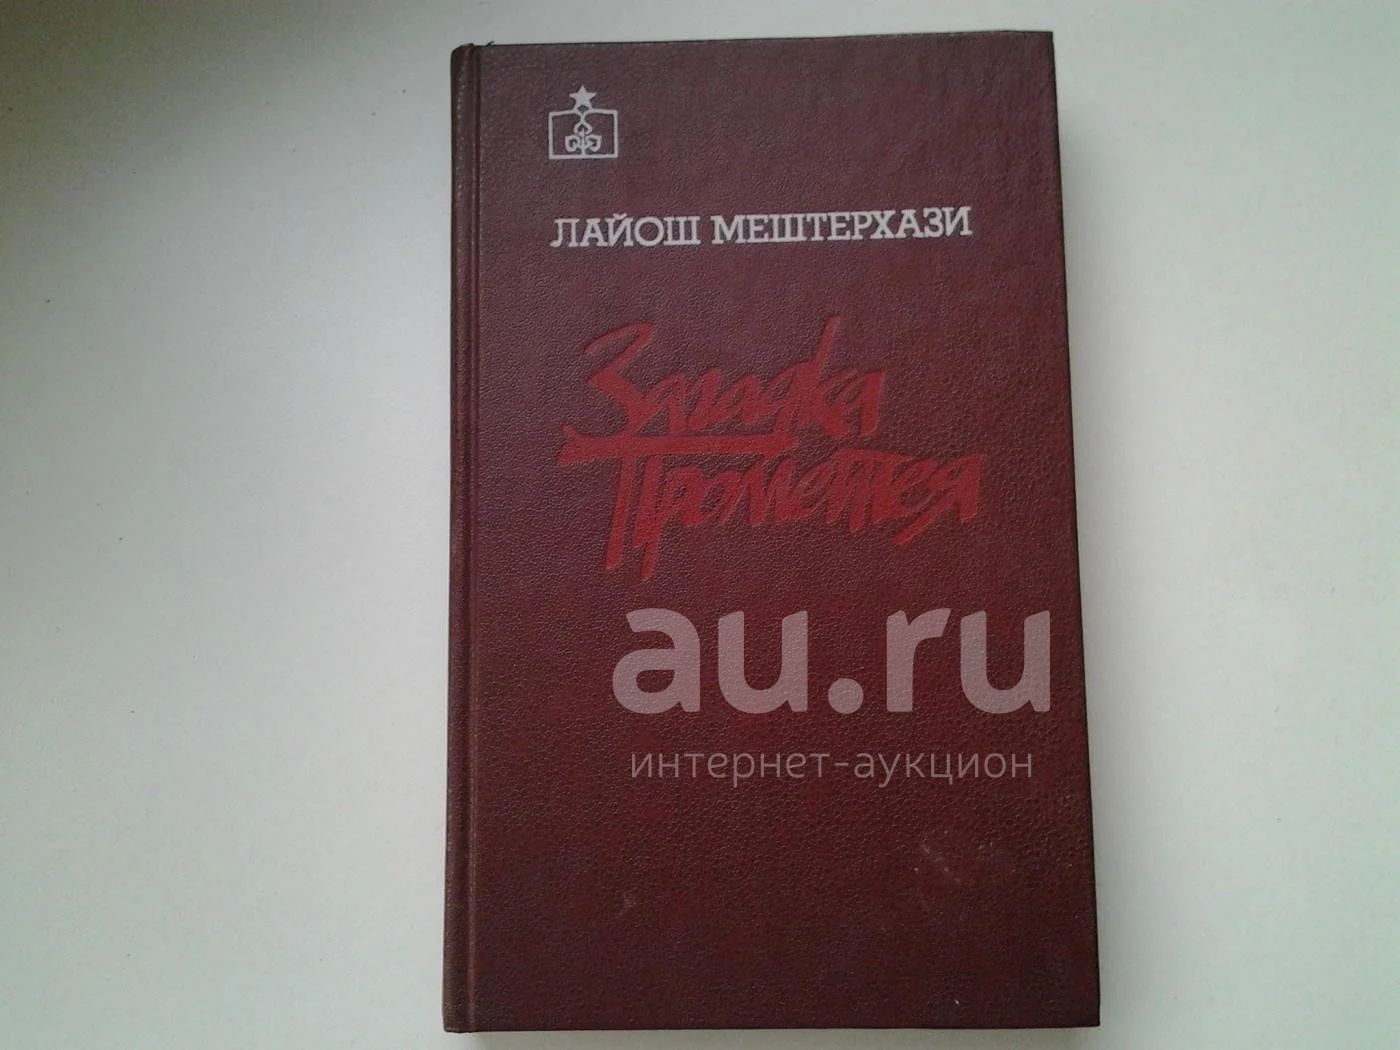 ЛАЙОШ МЕШТЕРХАЗИ
Загадка
Прометея
au.ru
интернет-аукцион